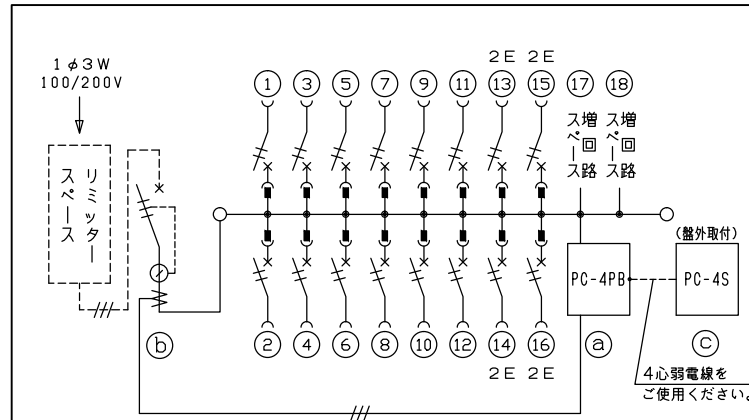 1φ3W
100/200V
リミッター
スペース
2E 2E
① ③ ⑤ ⑦ ⑨ ⑪ ⑬ ⑮ ⑰ ⑱
増回路
スペース
増回路
スペース
(盤外取付)
PC-4PB
PC-4S
ⓑ
② ④ ⑥ ⑧ ⑩ ⑫ ⑭ ⑯ ⓐ ⓒ
2E 2E
4心弱電線を
ご使用ください。